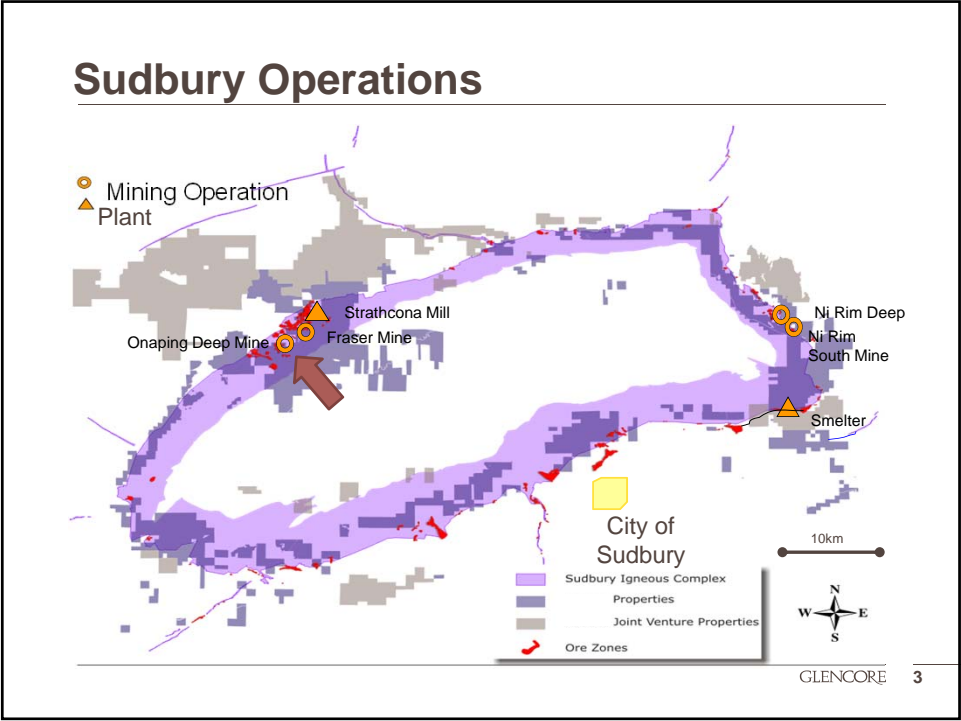 Sudbury Operations
Mining Operation
Plant
Strathcona Mill
Onaping Deep Mine
Fraser Mine
Ni Rim Deep
Ni Rim
South Mine
Smelter
City of
Sudbury
10km
Sudbury Igneous Complex
Properties
Joint Venture Properties
Ore Zones
N
W E
S
GLENCORE 3